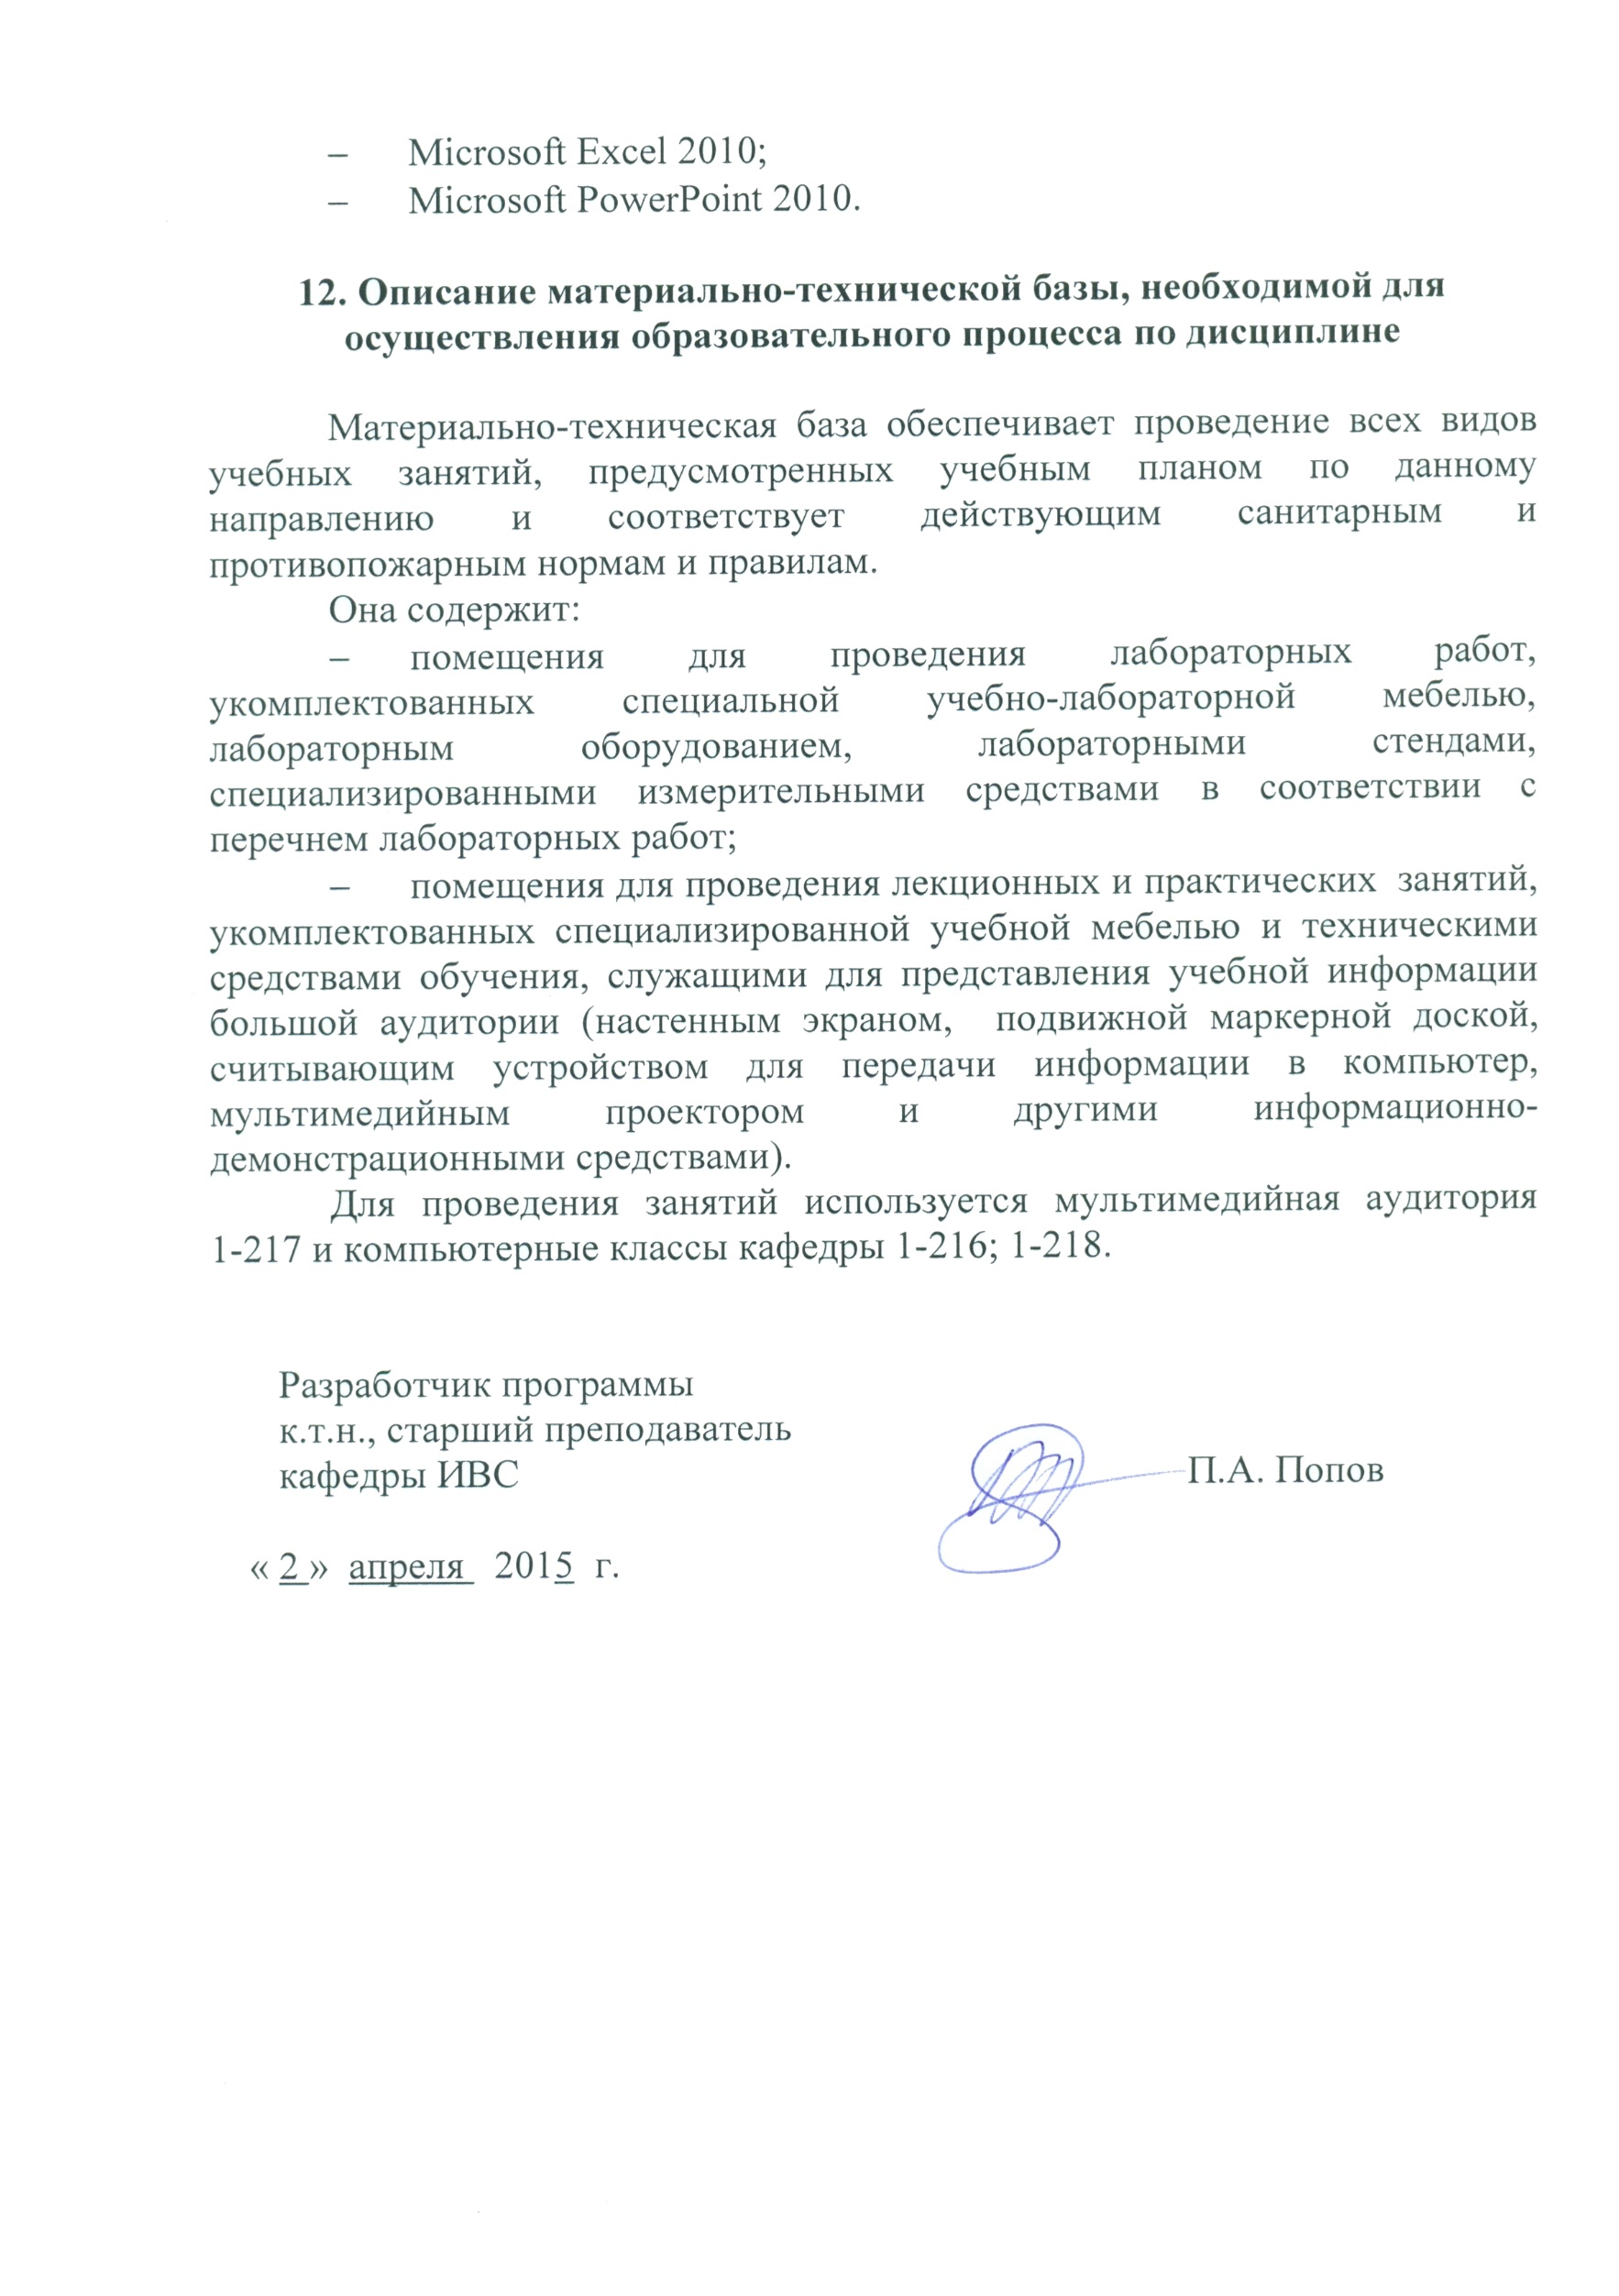 – Microsoft Excel 2010;
– Microsoft PowerPoint 2010.
12. Описание материально-технической базы, необходимой для
осуществления образовательного процесса по дисциплине
Материально-техническая база обеспечивает проведение всех видов
учебных занятий, предусмотренных учебным планом по данному
направлению и соответствует действующим санитарным и
противопожарным нормам и правилам.
Она содержит:
– помещения для проведения лабораторных работ,
укомплектованных специальной учебно-лабораторной мебелью,
лабораторным оборудованием, лабораторными стендами,
специализированными измерительными средствами в соответствии с
перечнем лабораторных работ;
– помещения для проведения лекционных и практических занятий,
укомплектованных специализированной учебной мебелью и техническими
средствами обучения, служащими для представления учебной информации
большой аудитории (настенным экраном, подвижной маркерной доской,
считывающим устройством для передачи информации в компьютер,
мультимедийным проектором и другими информационно-
демонстрационными средствами).
Для проведения занятий используется мультимедийная аудитория
1-217 и компьютерные классы кафедры 1-216; 1-218.
Разработчик программы
к.т.н., старший преподаватель
кафедры ИВС П.А. Попов
« 2 » апреля 2015 г.